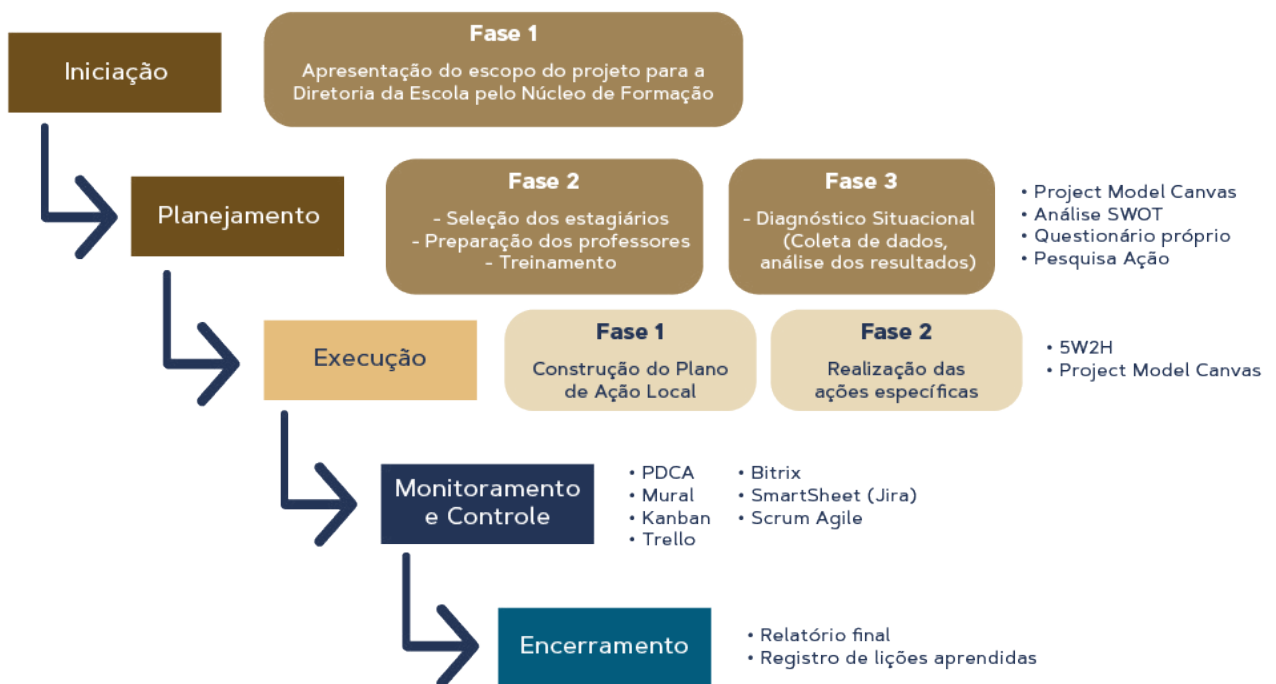 Iniciação
Fase 1
Apresentação do escopo do projeto para a
Diretoria da Escola pelo Núcleo de Formação
Planejamento
Fase 2
- Seleção dos estagiários
- Preparação dos professores
- Treinamento
Fase 3
- Diagnóstico Situacional
(Coleta de dados,
análise dos resultados)
• Project Model Canvas
• Análise SWOT
• Questionário próprio
• Pesquisa Ação
Execução
Fase 1
Construção do Plano
de Ação Local
Fase 2
Realização das
ações específicas
• 5W2H
• Project Model Canvas
Monitoramento
e Controle
• PDCA
• Mural
• Kanban
• Trello
• Bitrix
• SmartSheet (Jira)
• Scrum Agile
Encerramento
• Relatório final
• Registro de lições aprendidas